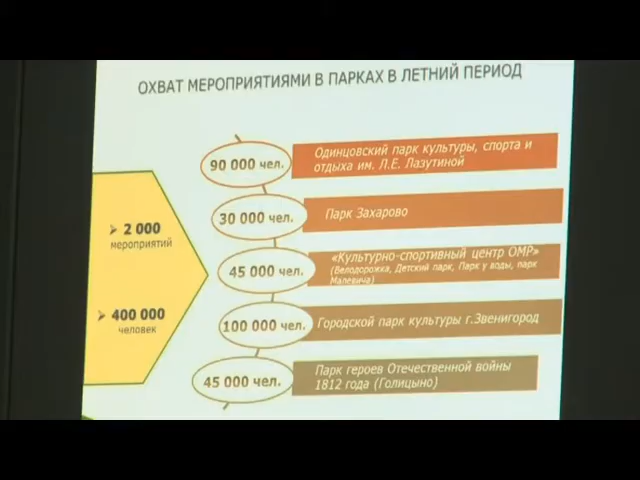 ОХВАТ МЕРОПРИЯТИЯМИ В ПАРКАХ В ЛЕТНИЙ ПЕРИОД
➢ 2 000
мероприятий
➢ 400 000
человек
90 000 чел.
Одинцовский парк культуры, спорта и
отдыха им. Л.Е. Лазутиной
30 000 чел.
Парк Захарово
45 000 чел.
«Культурно-спортивный центр ОМР»
(Велодорожка, Детский парк, Парк у воды, парк
Малевича)
100 000 чел.
Городской парк культуры г.Звенигород
45 000 чел.
Парк героев Отечественной войны
1812 года (Голицыно)